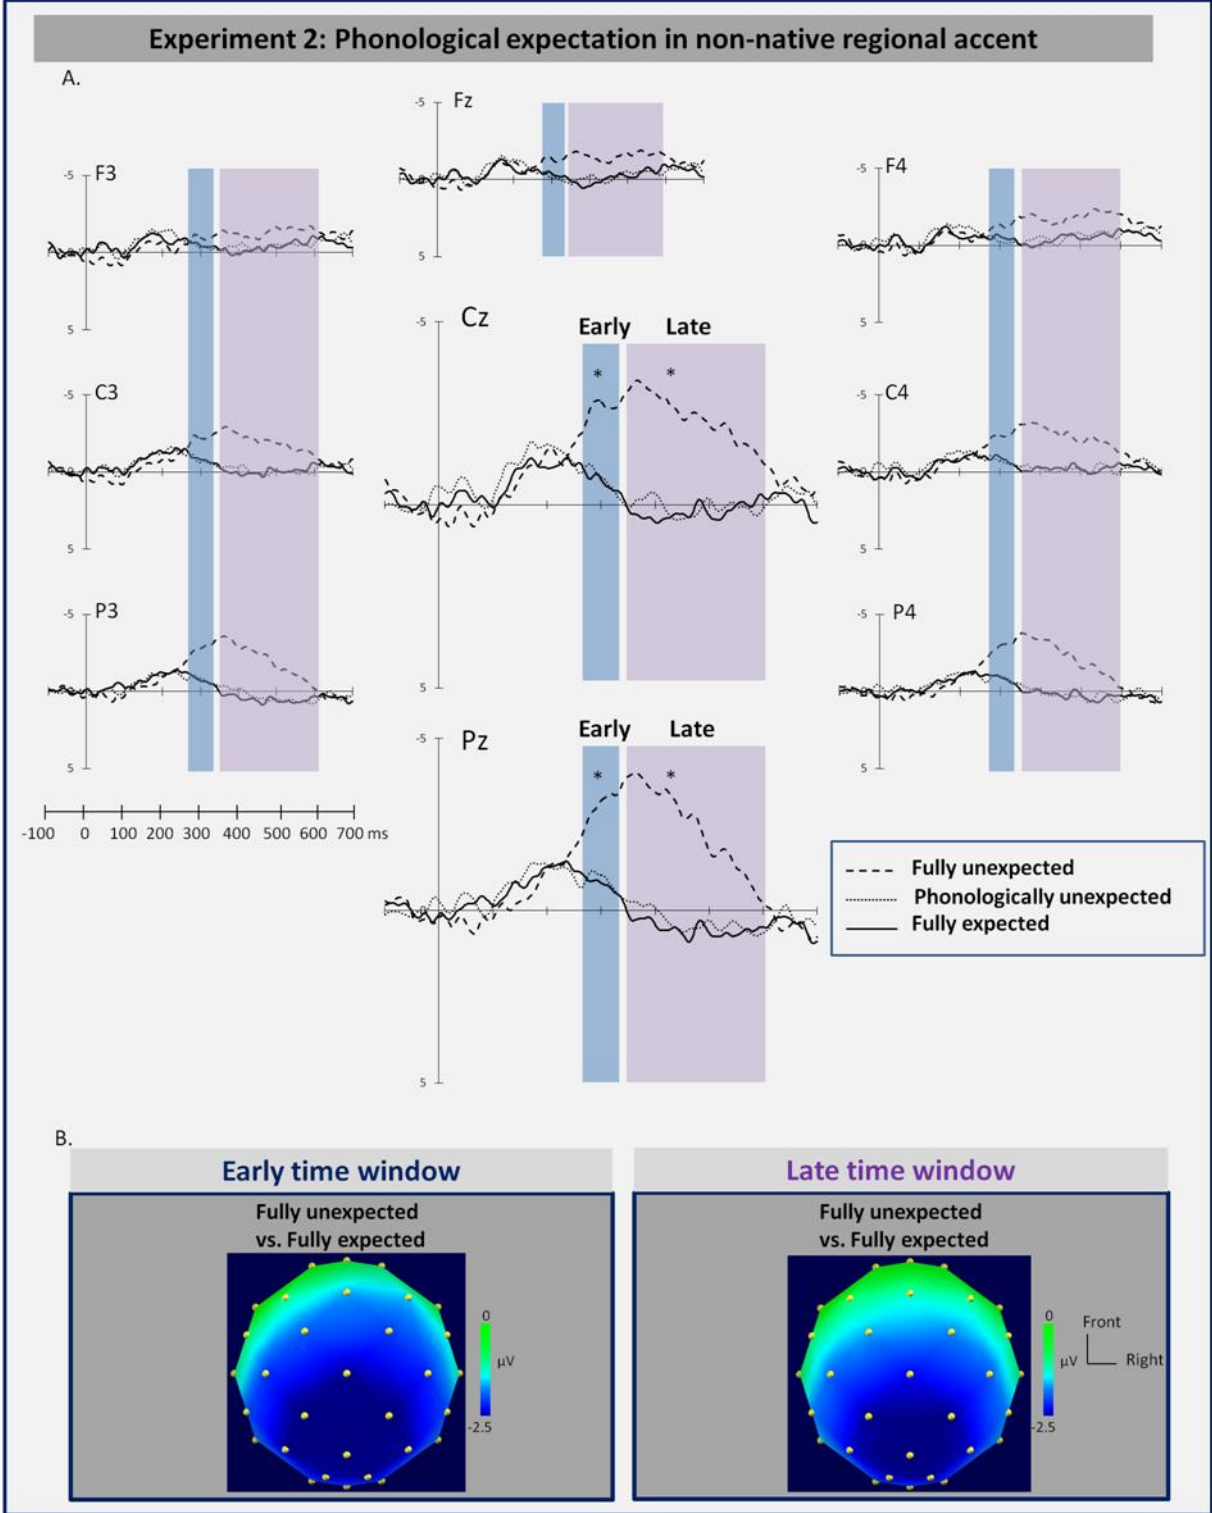 Experiment 2: Phonological expectation in non-native regional accent
A.
-5 Fz
5
-5 F3
5
-5 F4
5
-5 Cz
Early Late
* *
5
-5 C3
5
-5 C4
5
-5 P3
5
-5 P4
5
-5 Pz
Early Late
* *
5
-100 0 100 200 300 400 500 600 700 ms
Fully unexpected
Phonologically unexpected
Fully expected
B.
Early time window
Fully unexpected
vs. Fully expected
0
µV
-2.5
Late time window
Fully unexpected
vs. Fully expected
0
µV
-2.5
Front
Right